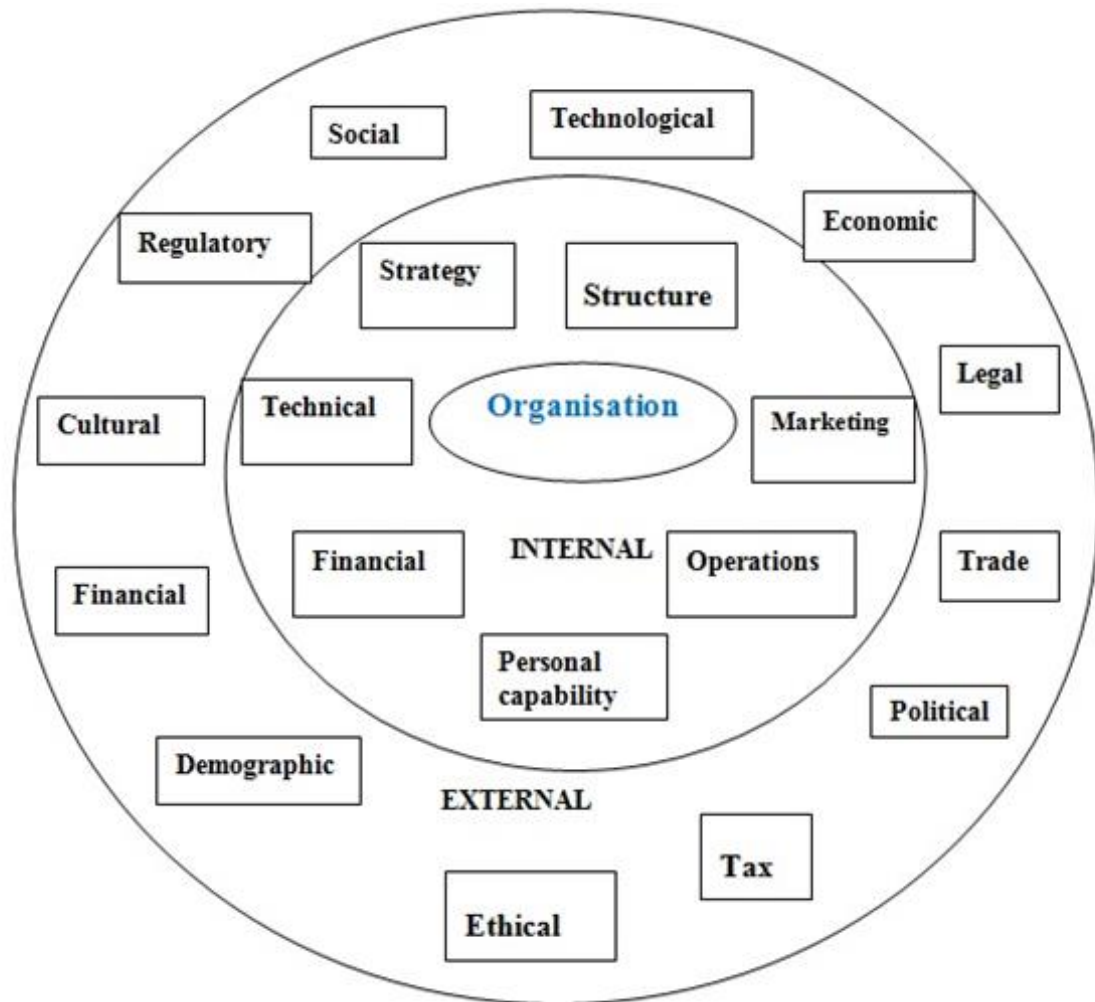 Technological
Social
Economic
Regulatory
Strategy
Structure
Legal
Technical
Organisation
Marketing
Cultural
INTERNAL
Financial
Operations
Trade
Financial
Personal
capability
Political
Demographic
EXTERNAL
Tax
Ethical